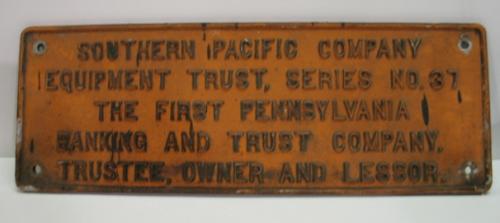 SOUTHERN PACIFIC COMPANY
EQUIPMENT TRUST, SERIES NO. 37
THE FIRST PENNSYLVANIA
BANKING AND TRUST COMPANY,
TRUSTEE, OWNER AND LESSOR.